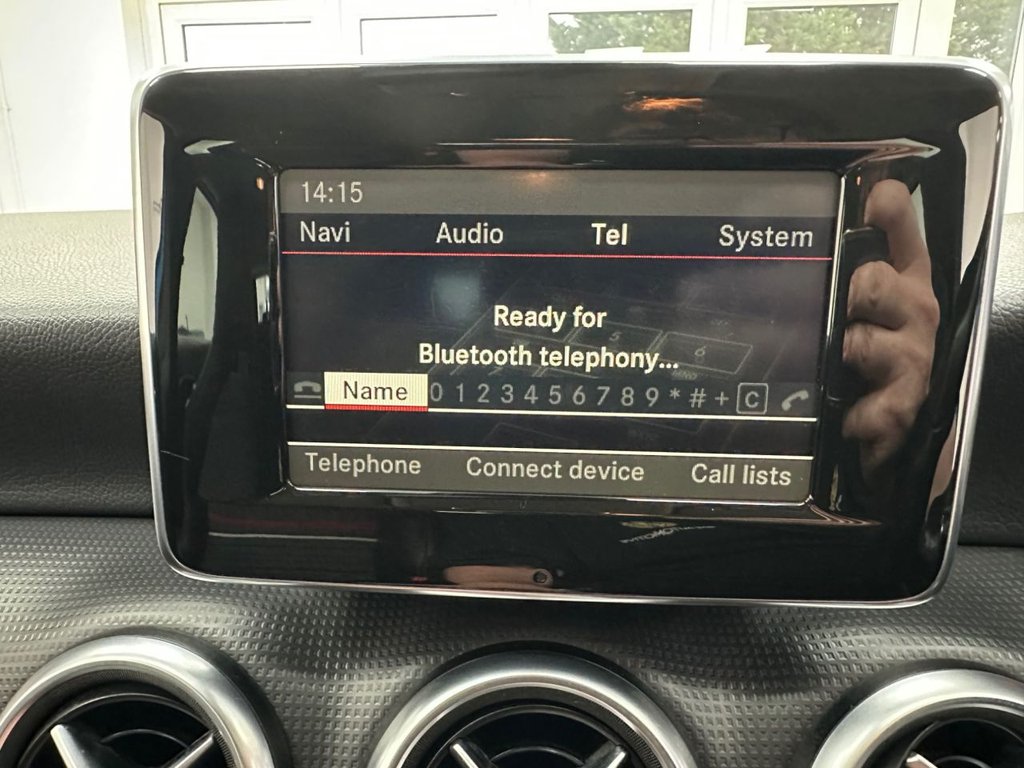 14:15
Navi Audio Tel System
Ready for
Bluetooth telephony...
Name 0 1 2 3 4 5 6 7 8 9 * # + C
Telephone Connect device Call lists